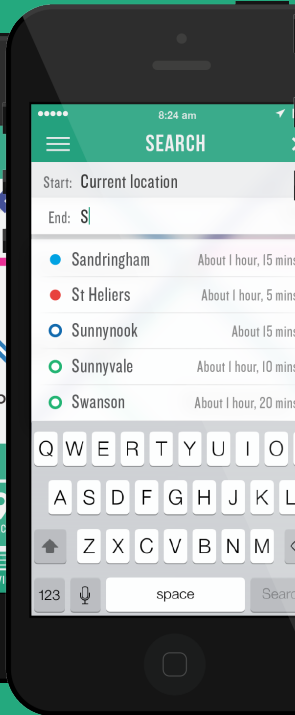 8:24 am
SEARCH
Start: Current location
End: S
Sandringham About 1 hour, 15 mins
St Heliers About 1 hour, 5 mins
Sunnynook About 15 mins
Sunnyvale About 1 hour, 10 mins
Swanson About 1 hour, 20 mins
Q W E R T Y U I O
A S D F G H J K L
Z X C V B N M
123 space Searc